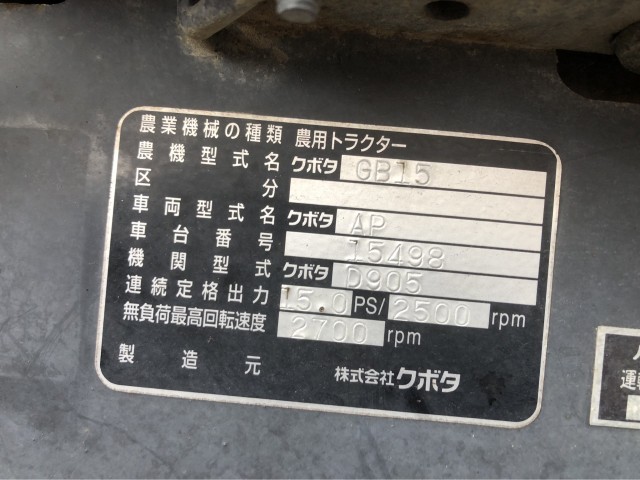 農業機械の種類 農用トラクター
農機型式名 クボタ GB15
区分
車両型式名 クボタ AP
車台番号 15498
機関型式 クボタ D905
連続定格出力 15.0 PS/ 2500 rpm
無負荷最高回転速度 2700 rpm
製造元 株式会社クボタ
運転